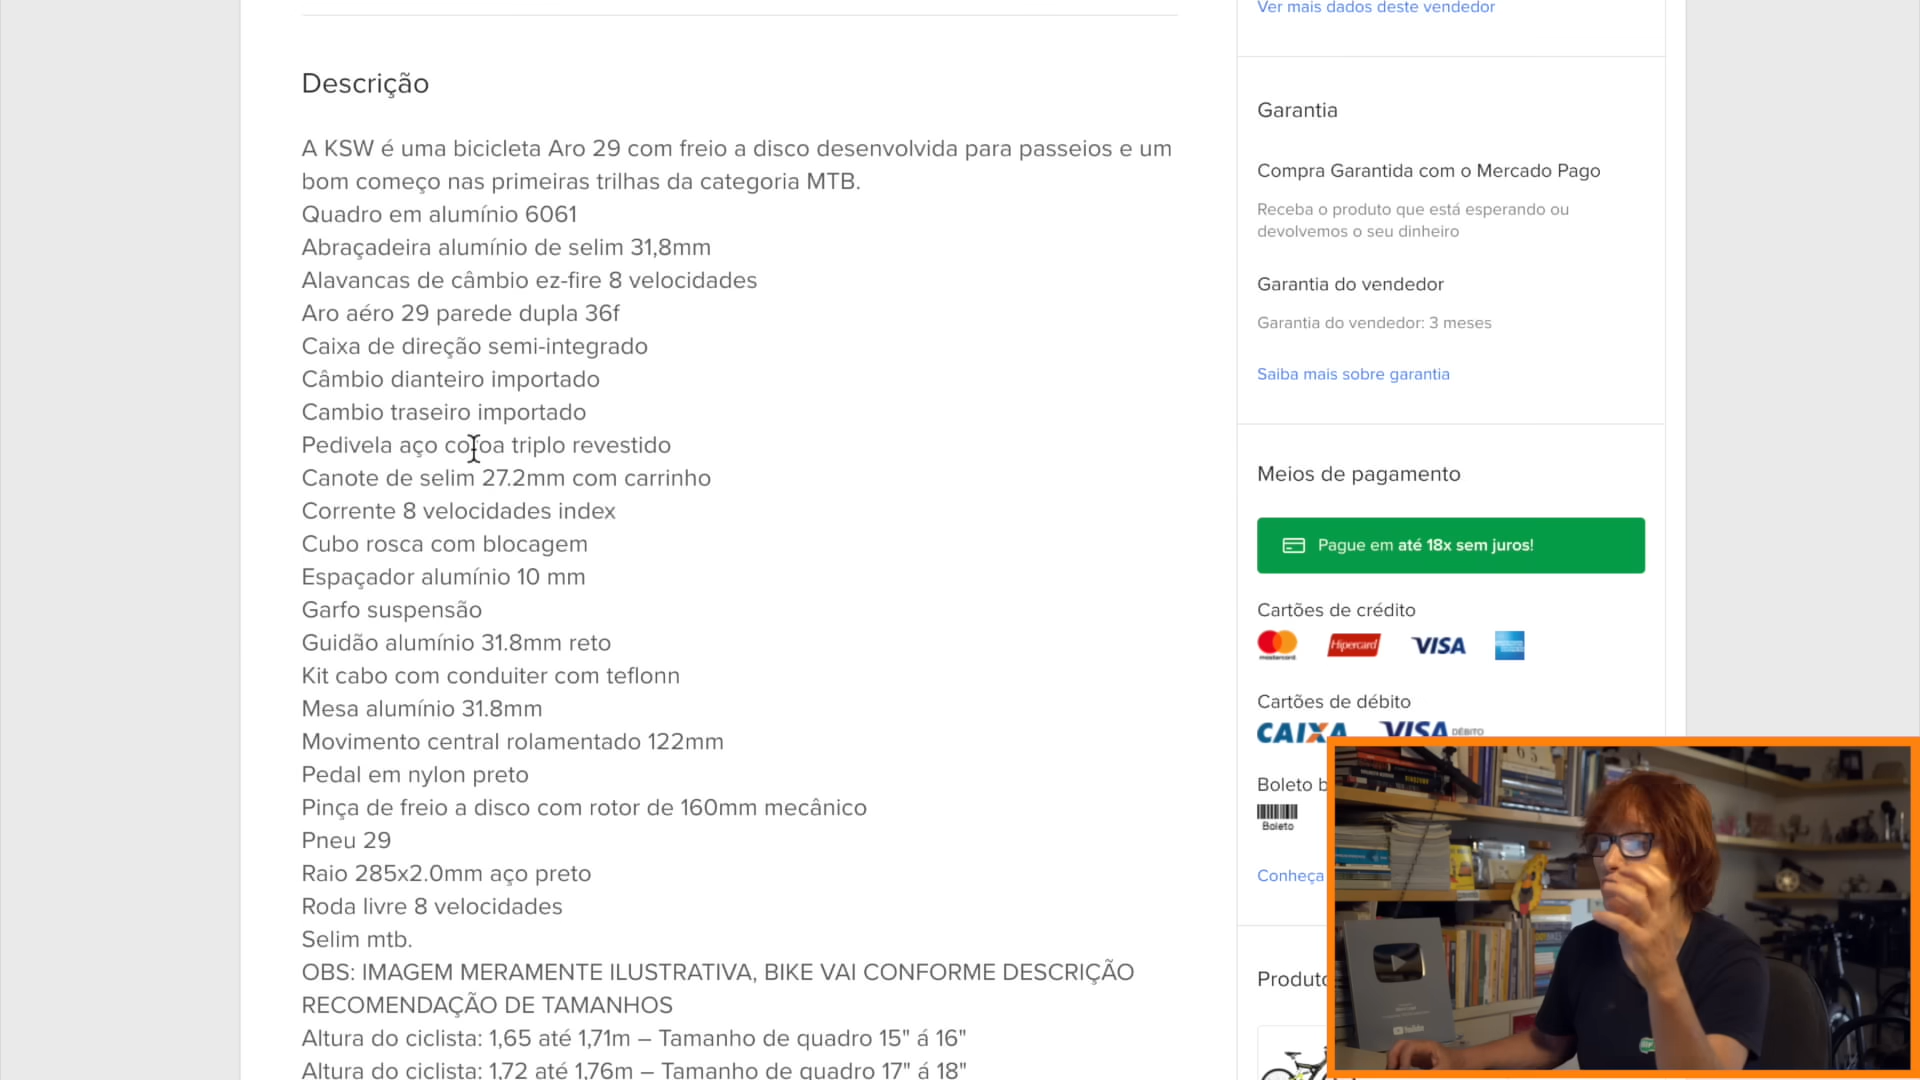 Ver mais dados deste vendedor
Descrição
A KSW é uma bicicleta Aro 29 com freio a disco desenvolvida para passeios e um
bom começo nas primeiras trilhas da categoria MTB.
Quadro em alumínio 6061
Abraçadeira alumínio de selim 31,8mm
Alavancas de câmbio ez-fire 8 velocidades
Aro aéro 29 parede dupla 36f
Caixa de direção semi-integrado
Câmbio dianteiro importado
Cambio traseiro importado
Pedivela aço coroa triplo revestido
Canote de selim 27.2mm com carrinho
Corrente 8 velocidades index
Cubo rosca com blocagem
Espaçador alumínio 10 mm
Garfo suspensão
Guidão alumínio 31.8mm reto
Kit cabo com conduiter com teflonn
Mesa alumínio 31.8mm
Movimento central rolamentado 122mm
Pedal em nylon preto
Pinça de freio a disco com rotor de 160mm mecânico
Pneu 29
Raio 285x2.0mm aço preto
Roda livre 8 velocidades
Selim mtb.
OBS: IMAGEM MERAMENTE ILUSTRATIVA, BIKE VAI CONFORME DESCRIÇÃO
RECOMENDAÇÃO DE TAMANHOS
Altura do ciclista: 1,65 até 1,71m – Tamanho de quadro 15" á 16"
Altura do ciclista: 1,72 até 1,76m – Tamanho de quadro 17" á 18"
Garantia
Compra Garantida com o Mercado Pago
Receba o produto que está esperando ou
devolvemos o seu dinheiro
Garantia do vendedor
Garantia do vendedor: 3 meses
Saiba mais sobre garantia
Meios de pagamento
Pague em até 18x sem juros!
Cartões de crédito
mastercard Hipercard VISA
Cartões de débito
CAIXA VISA DÉBITO
Boleto b
Boleto
Conheça
Produto
YouTube